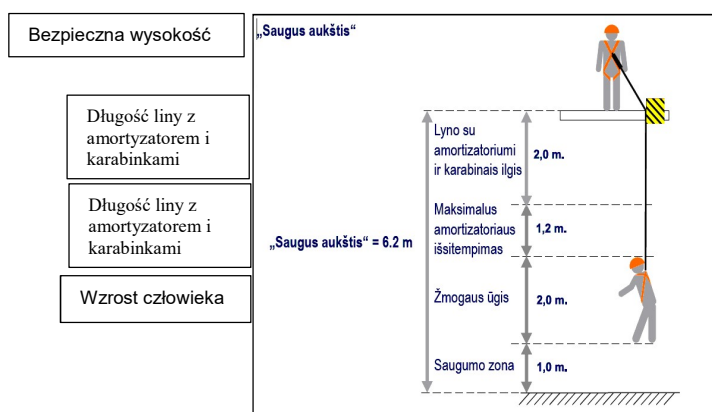 Bezpieczna wysokość
Długość liny z
amortyzatorem i
karabinkami
Długość liny z
amortyzatorem i
karabinkami
Wzrost człowieka
„Saugus aukštis“
Lyno su
amortizatoriumi
ir karabinais ilgis
2,0 m.
Maksimalus
amortizatoriaus
išsitempimas
1,2 m.
„Saugus aukštis“ = 6.2 m
Žmogaus ūgis
2,0 m.
Saugumo zona
1,0 m.